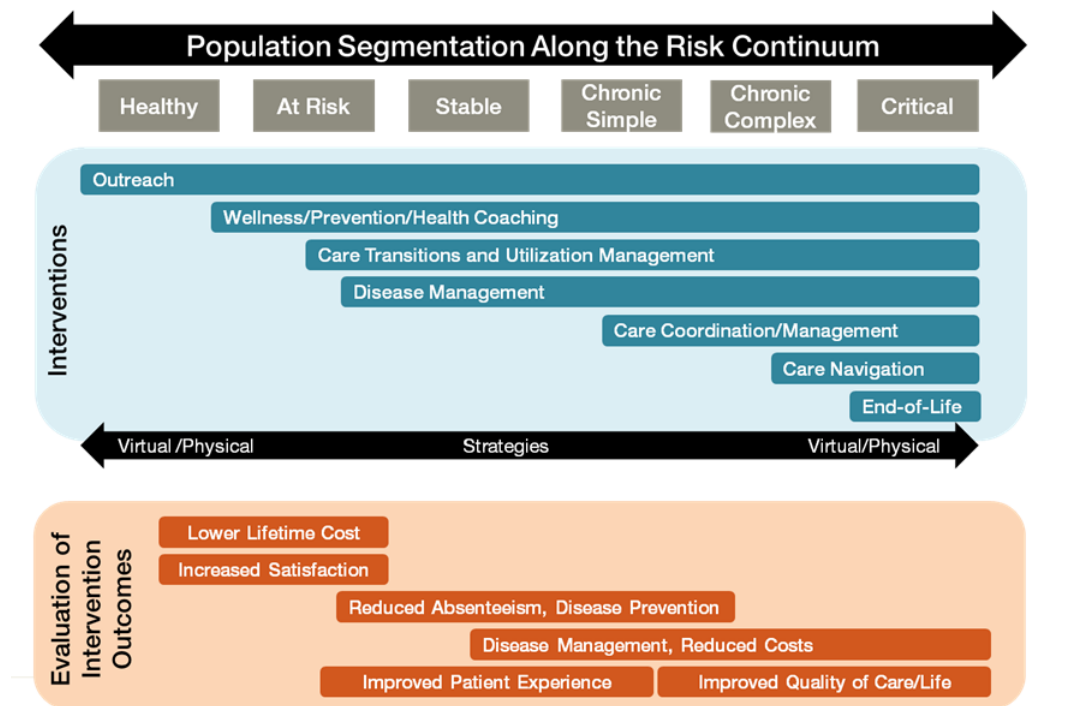 Population Segmentation Along the Risk Continuum
Healthy
At Risk
Stable
Chronic
Simple
Chronic
Complex
Critical
Interventions
Outreach
Wellness/Prevention/Health Coaching
Care Transitions and Utilization Management
Disease Management
Care Coordination/Management
Care Navigation
End-of-Life
Virtual /Physical
Strategies
Virtual/Physical
Evaluation of
Intervention
Outcomes
Lower Lifetime Cost
Increased Satisfaction
Reduced Absenteeism, Disease Prevention
Disease Management, Reduced Costs
Improved Patient Experience
Improved Quality of Care/Life